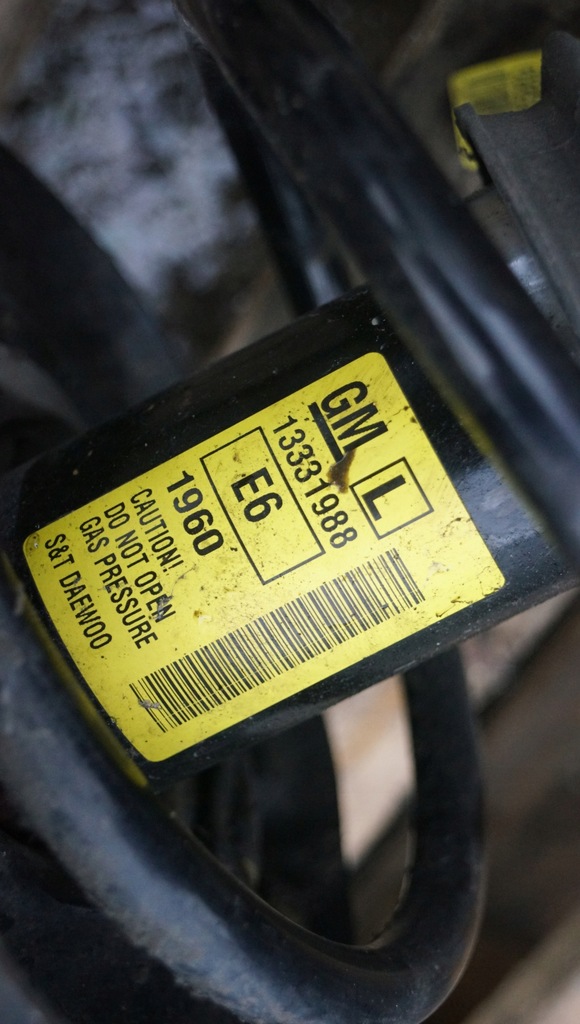 GM
L
13331988
E6
1960
CAUTION!
DO NOT OPEN
GAS PRESSURE
S&T DAEWOO